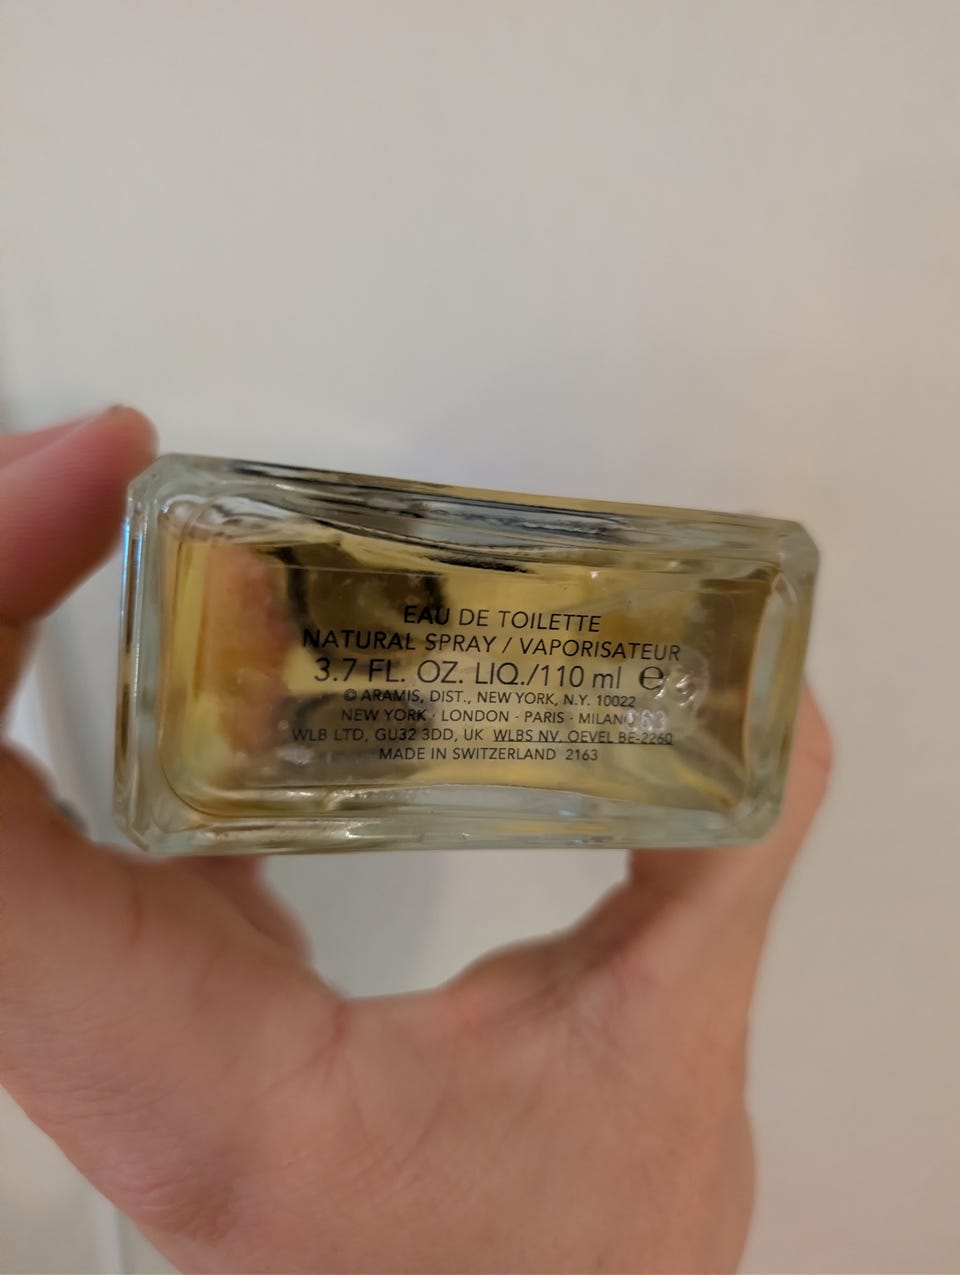 EAU DE TOILETTE
NATURAL SPRAY / VAPORISATEUR
3.7 FL. OZ. LIQ./110 ml ℮
© ARAMIS, DIST., NEW YORK, N.Y. 10022
NEW YORK · LONDON · PARIS · MILANO
WLB LTD, GU32 3DD, UK WLBS NV, OEVEL BE-2260
MADE IN SWITZERLAND 2163